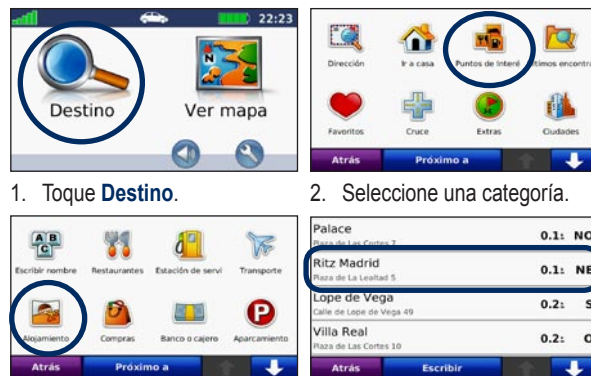 22:23
Destino Ver mapa
1. Toque Destino.
Dirección Ir a casa Puntos de Interé timos encontra
Favoritos Cruce Extras Ciudades
Atrás Próximo a
2. Seleccione una categoría.
ABC
Escribir nombre Restaurantes Estación de servi Transporte
P
Alojamiento Compras Banco o cajero Aparcamiento
Atrás Próximo a
Palace
Plaza de Las Cortes 7
0.1 NO
Ritz Madrid
Plaza de La Lealtad 5
0.1 NE
Lope de Vega
Calle de Lope de Vega 49
0.2 S
Villa Real
Plaza de Las Cortes 10
0.2 O
Atrás Escribir